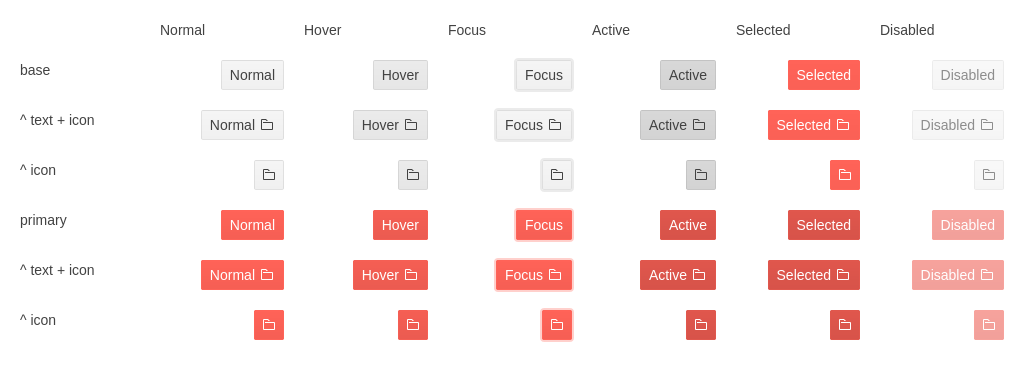 Normal Hover Focus Active Selected Disabled
base Normal Hover Focus Active Selected Disabled
^ text + icon Normal Hover Focus Active Selected Disabled
^ icon
primary Normal Hover Focus Active Selected Disabled
^ text + icon Normal Hover Focus Active Selected Disabled
^ icon